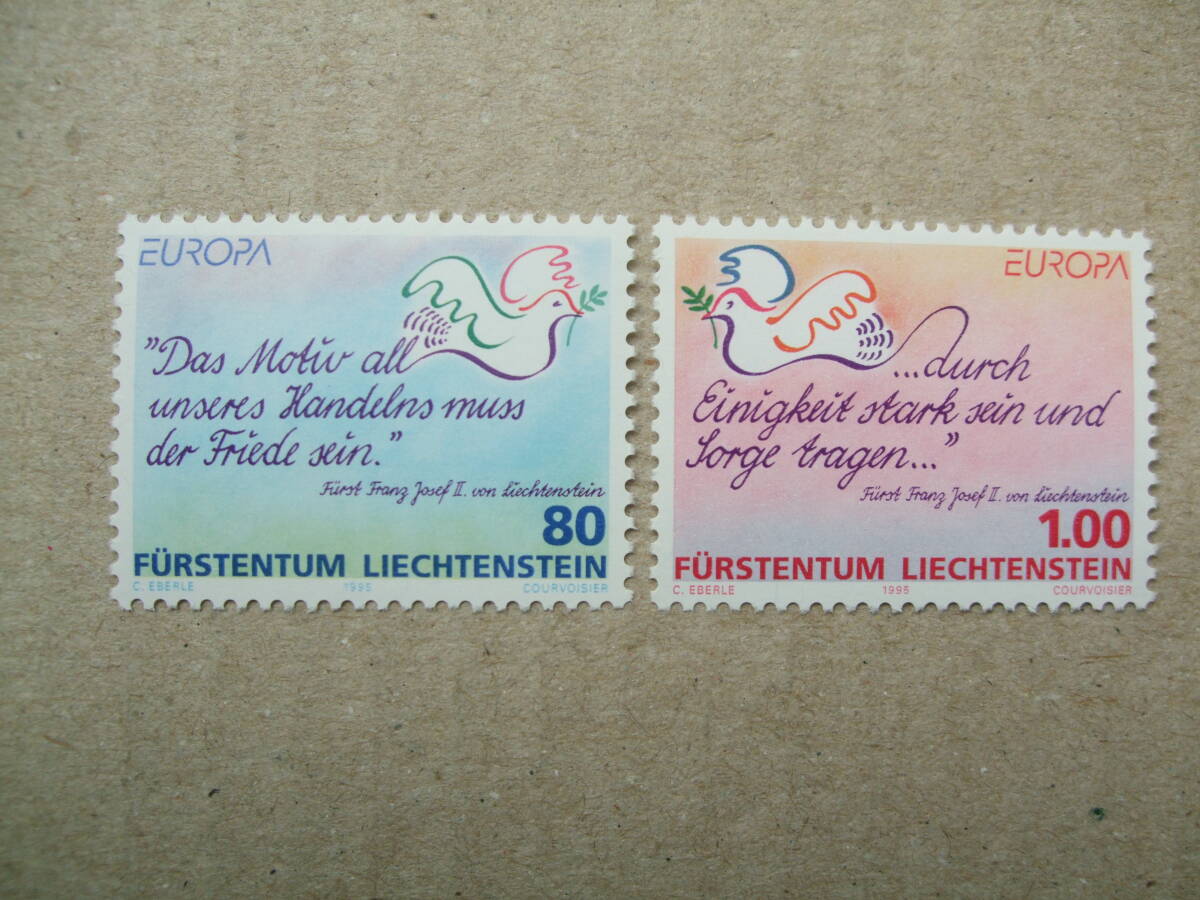 EUROPA
"Das Motiv all
unseres Handelns muss
der Friede sein."
Fürst Franz Josef II. von Liechtenstein
80
FÜRSTENTUM LIECHTENSTEIN
C. EBERLE 1995 COURVOISIER
EUROPA
...durch
Einigkeit stark sein und
Sorge tragen..."
Fürst Franz Josef II. von Liechtenstein
1.00
FÜRSTENTUM LIECHTENSTEIN
C. EBERLE 1995 COURVOISIER